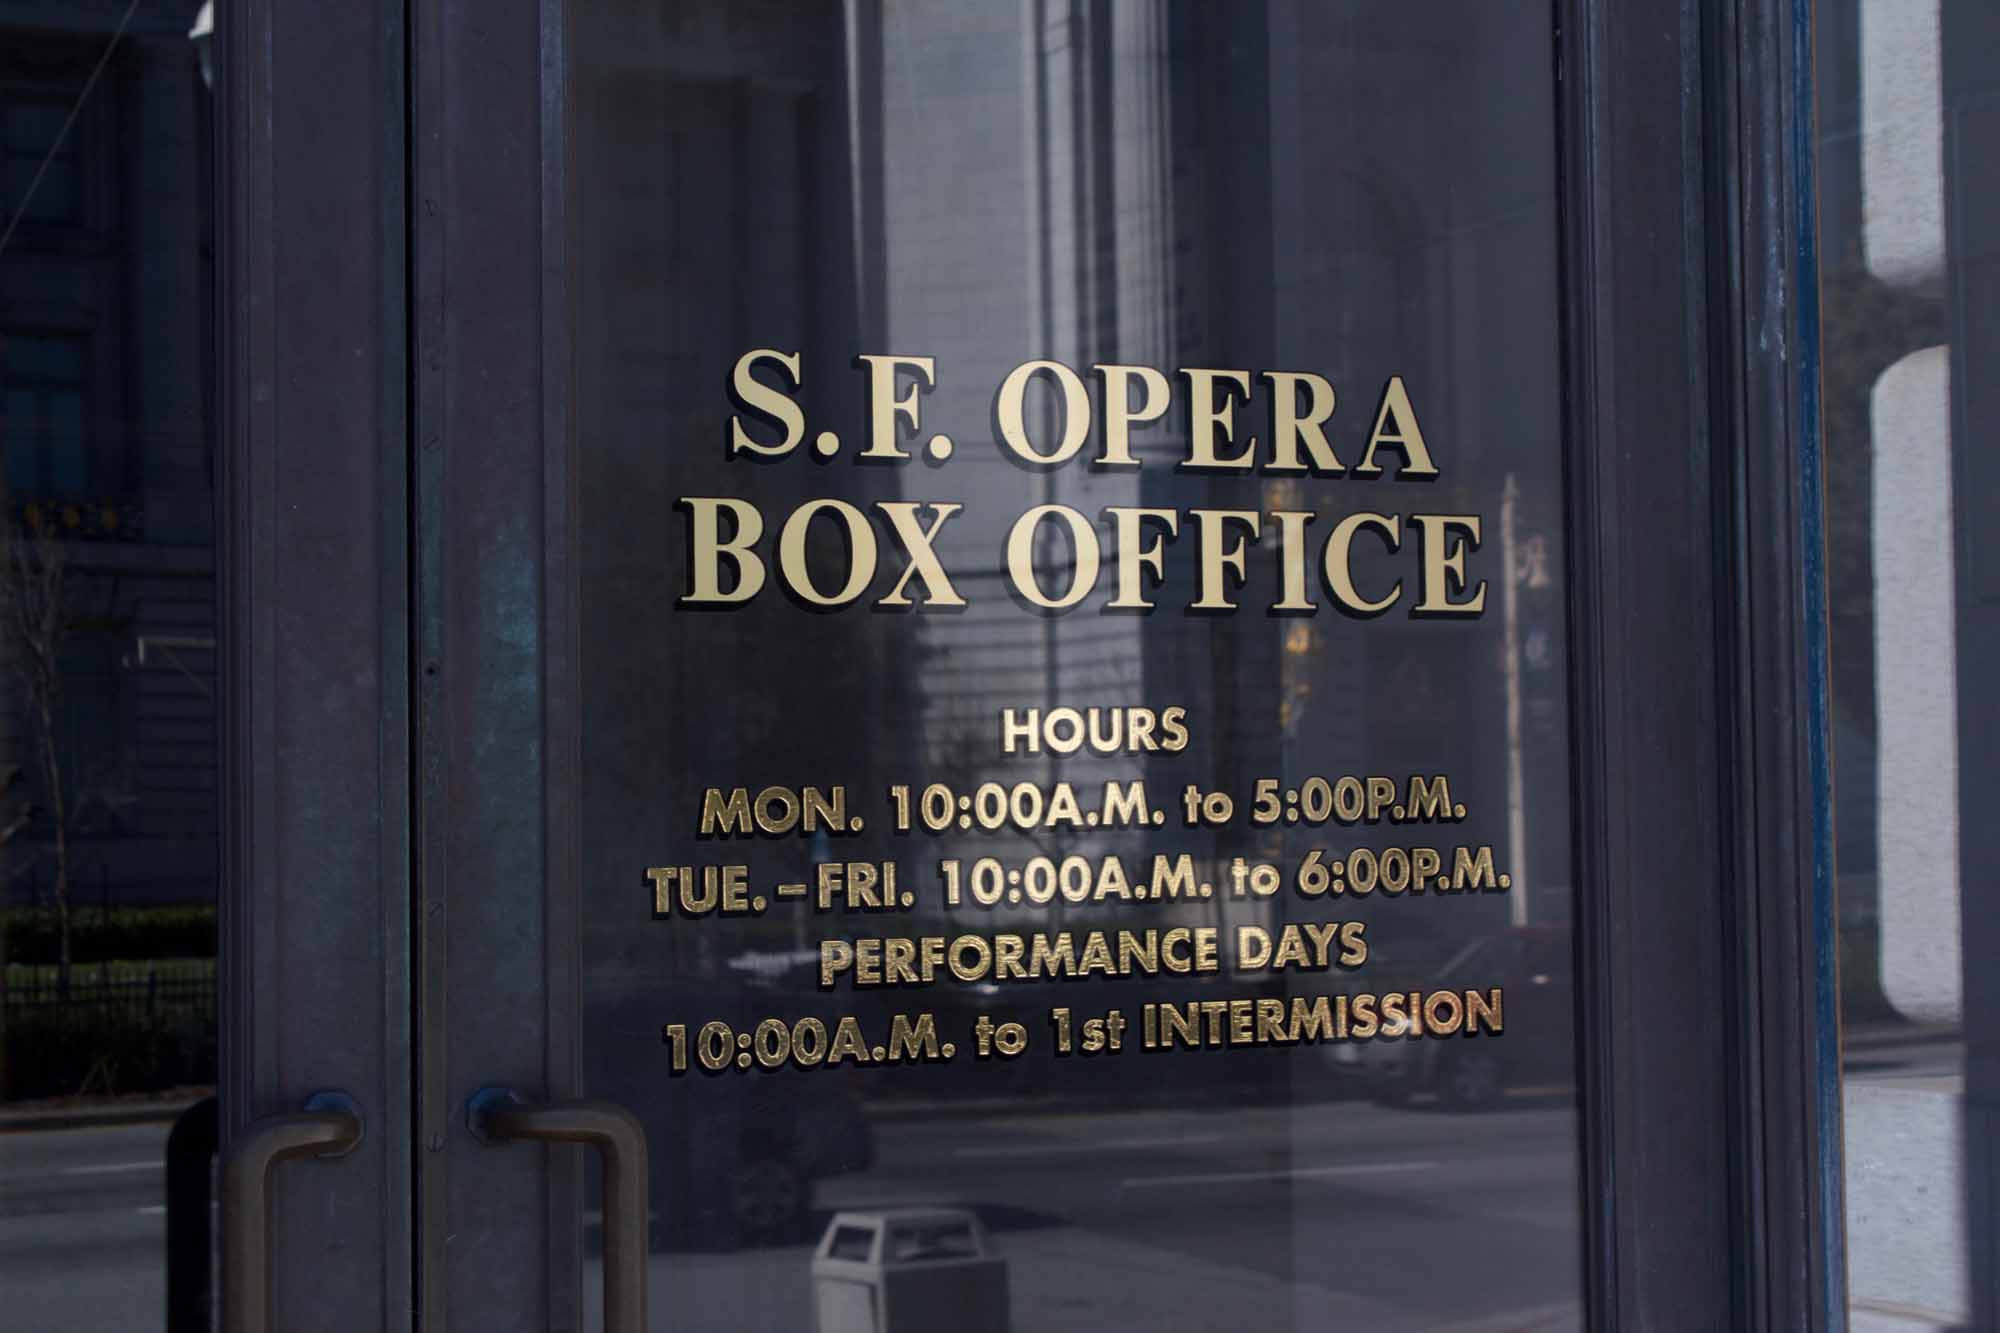 S.F. OPERA
BOX OFFICE
HOURS
MON. 10:00A.M. to 5:00P.M.
TUE.–FRI. 10:00A.M. to 6:00P.M.
PERFORMANCE DAYS
10:00A.M. to 1st INTERMISSION